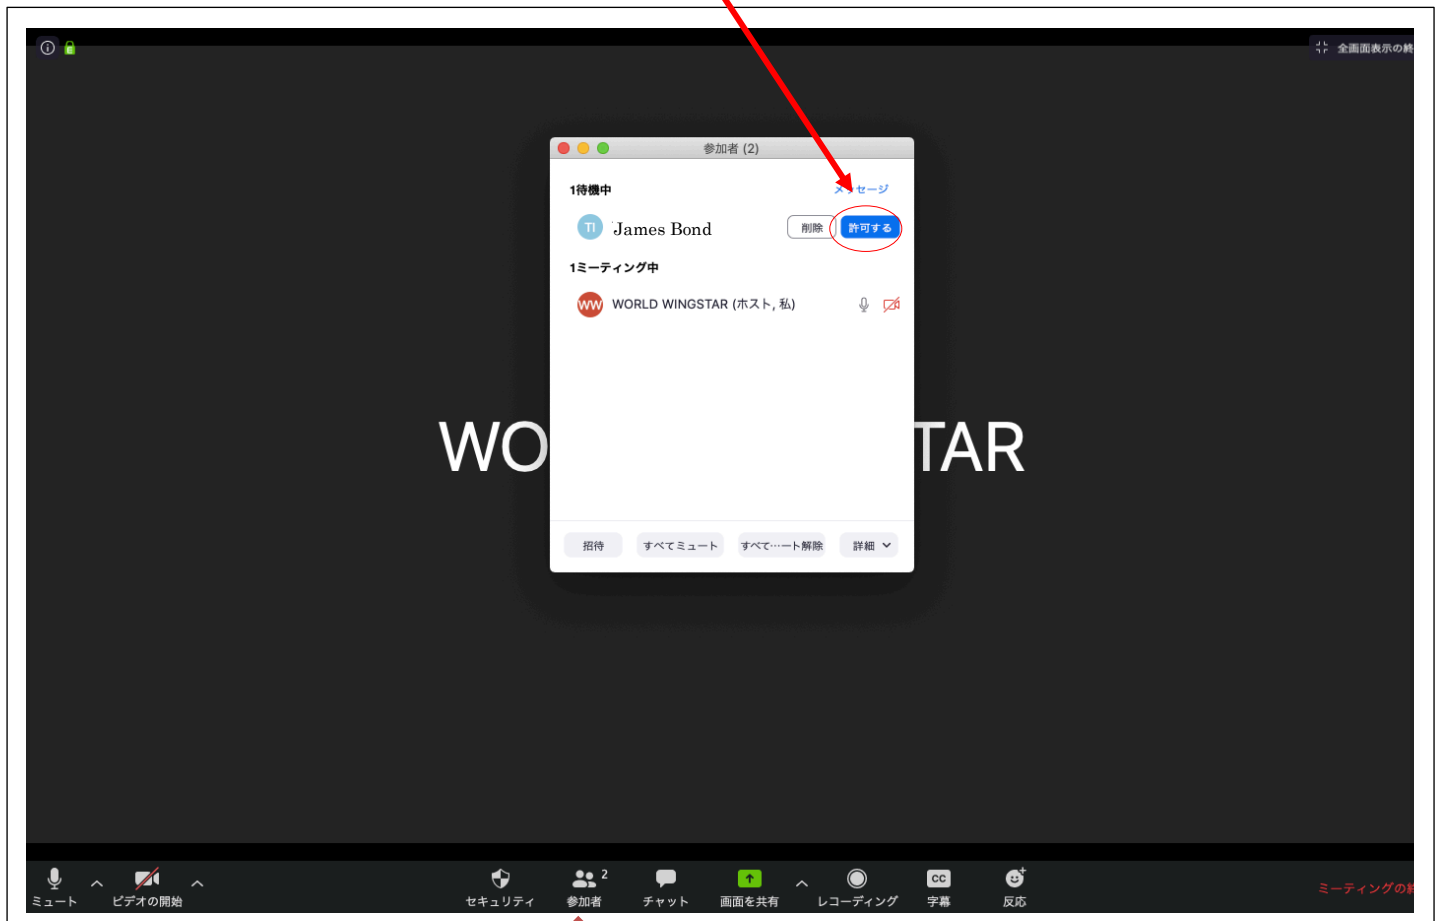 全画面表示の終
参加者 (2)
1待機中
メッセージ
TI
James Bond
削除
許可する
1ミーティング中
WW
WORLD WINGSTAR (ホスト, 私)
WO
TAR
招待
すべてミュート
すべて…ート解除
詳細
ミュート
ビデオの開始
セキュリティ
参加者
2
チャット
画面を共有
レコーディング
CC
字幕
反応
ミーティングの終